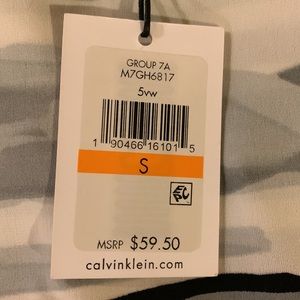 GROUP 7A
M7GH6817
5vw
1 90466 16101 5
S
MSRP $59.50
calvinklein.com